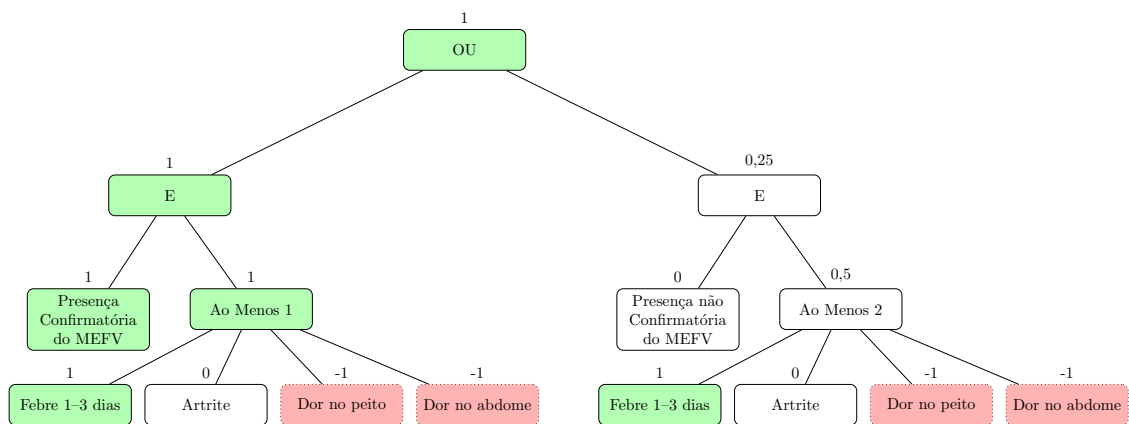 1
OU
1
0,25
E
E
1
1
0
0,5
Presença
Confirmatória
do MEFV
Ao Menos 1
Presença não
Confirmatória
do MEFV
Ao Menos 2
1
0
-1
-1
1
0
-1
-1
Febre 1–3 dias
Artrite
Dor no peito
Dor no abdome
Febre 1–3 dias
Artrite
Dor no peito
Dor no abdome